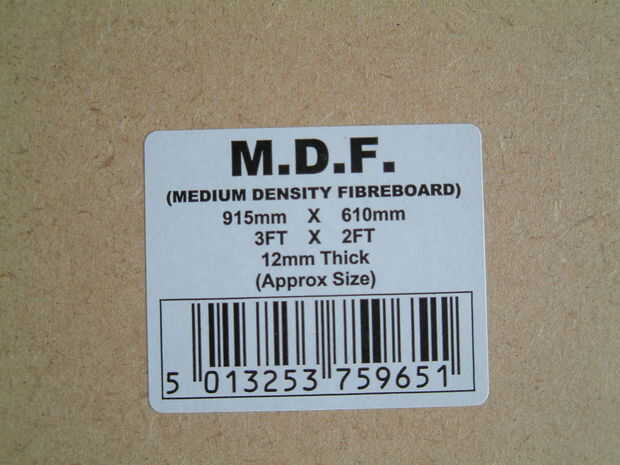 M.D.F.
(MEDIUM DENSITY FIBREBOARD)
915mm X 610mm
3FT X 2FT
12mm Thick
(Approx Size)
5 013253 759651